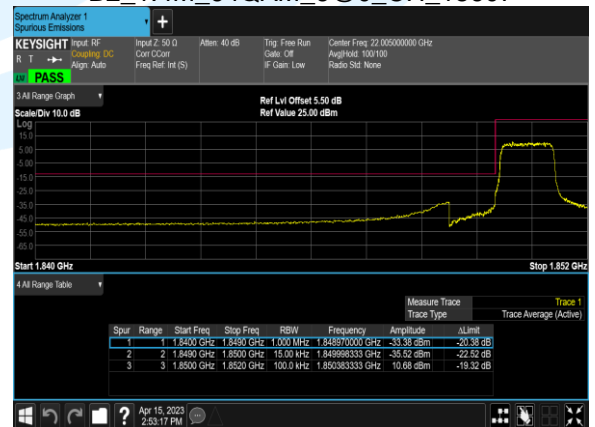 Spectrum Analyzer 1
Spurious Emissions
KEYSIGHT
R T
LXI
PASS
Input: RF
Coupling: DC
Align: Auto
Input Z: 50 Ω
Corr CCorr
Freq Ref: Int (S)
Atten: 40 dB
Trig: Free Run
Gate: Off
IF Gain: Low
Center Freq: 22.005000000 GHz
Avg|Hold: 100/100
Radio Std: None
3 All Range Graph
Scale/Div 10.0 dB
Ref Lvl Offset 5.50 dB
Ref Value 25.00 dBm
Log
15.0
5.00
-5.00
-15.0
-25.0
-35.0
-45.0
-55.0
-65.0
Start 1.840 GHz
Stop 1.852 GHz
4 All Range Table
Measure Trace Trace 1
Trace Type Trace Average (Active)
Spur Range Start Freq Stop Freq RBW Frequency Amplitude ΔLimit
1 1 1.8400 GHz 1.8490 GHz 1.000 MHz 1.848970000 GHz -33.38 dBm -20.38 dB
2 2 1.8490 GHz 1.8500 GHz 15.00 kHz 1.849998333 GHz -35.52 dBm -22.52 dB
3 3 1.8500 GHz 1.8520 GHz 100.0 kHz 1.850383333 GHz 10.68 dBm -19.32 dB
?
Apr 15, 2023
2:53:17 PM